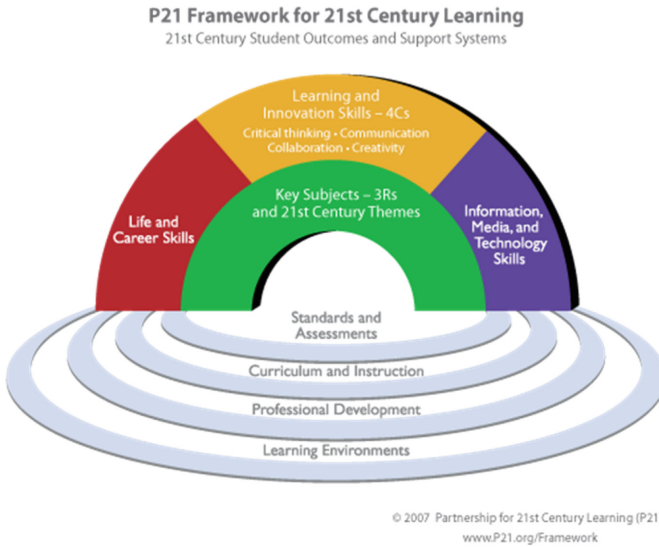 P21 Framework for 21st Century Learning
21st Century Student Outcomes and Support Systems
Learning and
Innovation Skills – 4Cs
Critical thinking • Communication
Collaboration • Creativity
Key Subjects – 3Rs
and 21st Century Themes
Life and
Career Skills
Information,
Media, and
Technology
Skills
Standards and
Assessments
Curriculum and Instruction
Professional Development
Learning Environments
© 2007 Partnership for 21st Century Learning (P21
www.P21.org/Framework